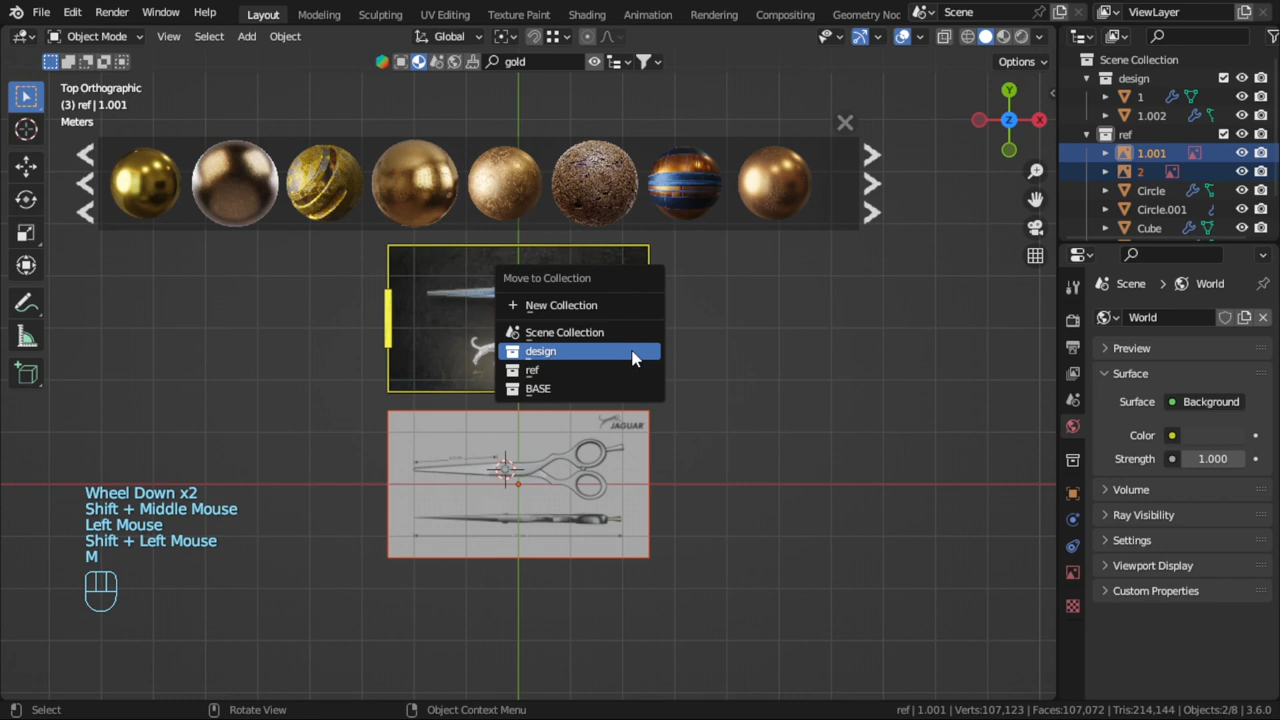 File Edit Render Window Help Layout Modeling Sculpting UV Editing Texture Paint Shading Animation Rendering Compositing Geometry Noc Scene ViewLayer
Object Mode View Select Add Object Global
gold Options
Top Orthographic
(3) ref | 1.001
Meters
Y
X
Z
Move to Collection
New Collection
Scene Collection
design
ref
BASE
JAGUAR
Wheel Down x2
Shift + Middle Mouse
Left Mouse
Shift + Left Mouse
M
Scene Collection
design
1
1.002
ref
1.001
2
Circle
Circle.001
Cube
Scene World
World
Preview
Surface
Surface Background
Color
Strength 1.000
Volume
Ray Visibility
Settings
Viewport Display
Custom Properties
Select Rotate View Object Context Menu ref | 1.001 | Verts:107,123 | Faces:107,072 | Tris:214,144 | Objects:2/8 | 3.6.0